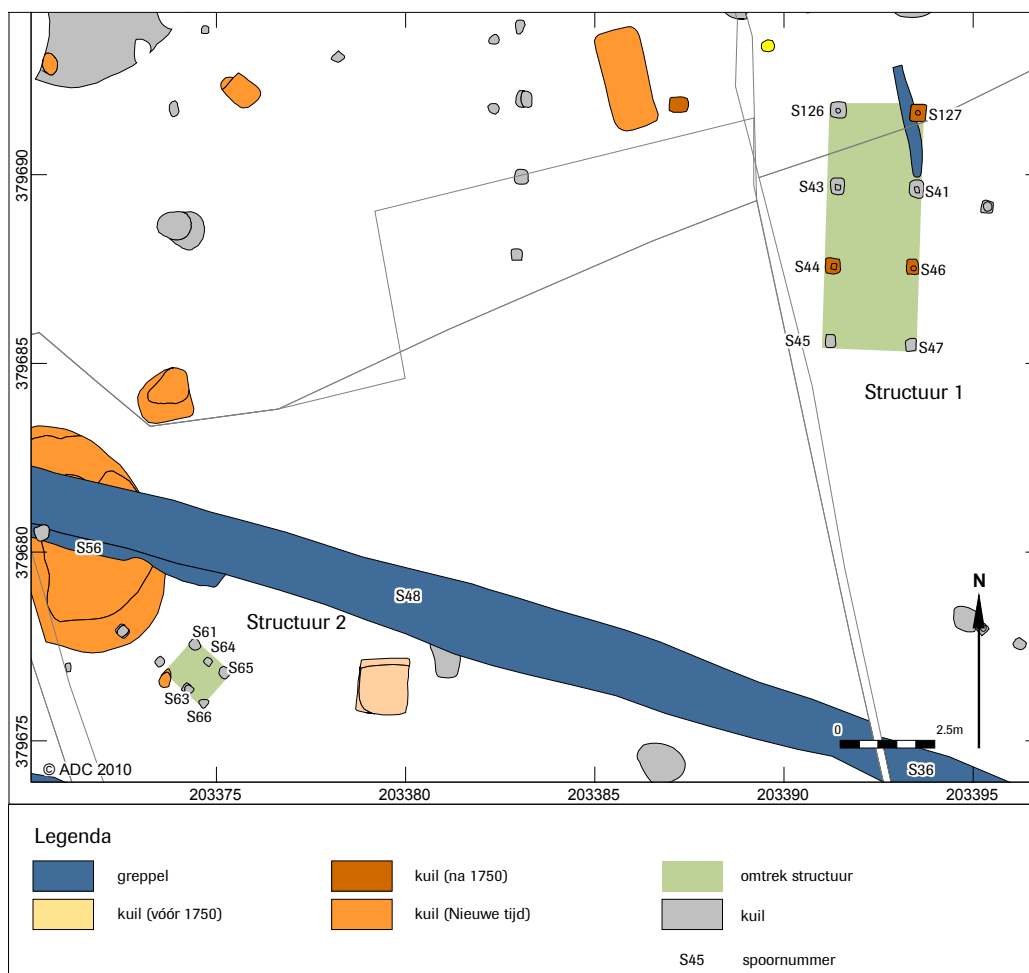 S126
S127
379690
S43
S41
S44
S46
S45
S47
379685
Structuur 1
379680
S56
S48
N
Structuur 2
S61
S64
S65
S63
S66
379675
0
2.5m
© ADC 2010
S36
203375
203380
203385
203390
203395
Legenda
greppel
kuil (na 1750)
omtrek structuur
kuil (vóór 1750)
kuil (Nieuwe tijd)
kuil
S45
spoornummer